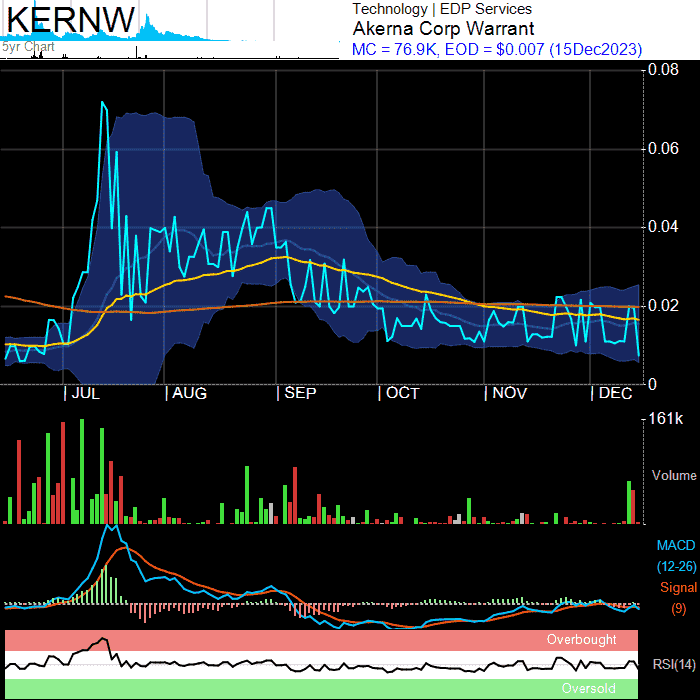 KERNW
5yr Chart
Technology | EDP Services
Akerna Corp Warrant
MC = 76.9K, EOD = $0.007 (15Dec2023)
0.08
0.06
0.04
0.02
0
JUL
AUG
SEP
OCT
NOV
DEC
161k
Volume
MACD
(12-26)
Signal
(9)
Overbought
RSI(14)
Oversold